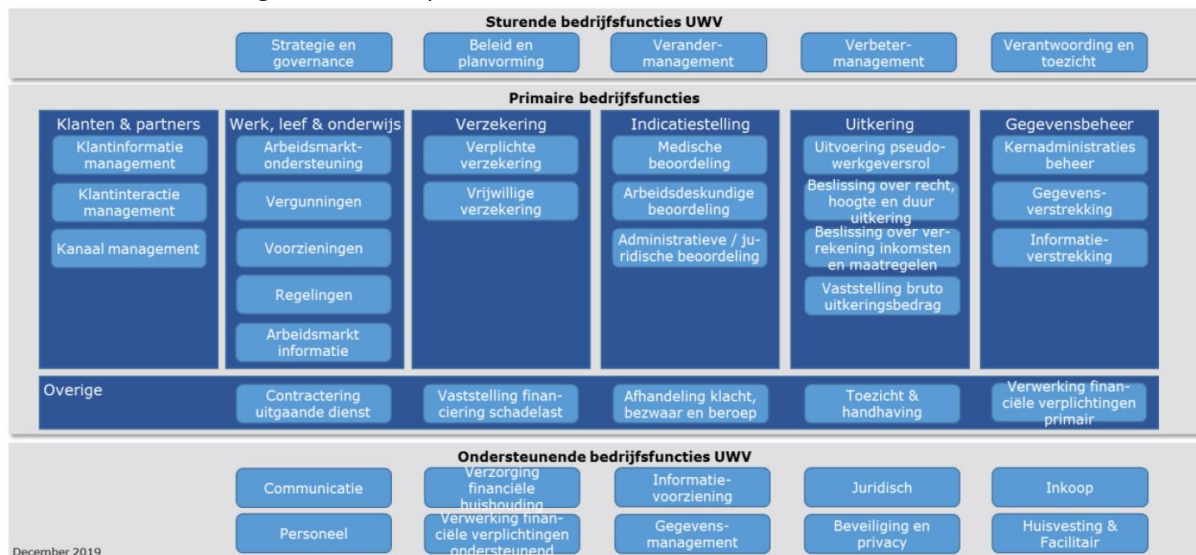 Sturende bedrijfsfuncties UWV
Strategie en
governance
Beleid en
planvorming
Verander-
management
Verbeter-
management
Verantwoording en
toezicht
Primaire bedrijfsfuncties
Klanten & partners
Klantinformatie
management
Klantinteractie
management
Kanaal management
Werk, leef & onderwijs
Arbeidsmarkt-
ondersteuning
Vergunningen
Voorzieningen
Regelingen
Arbeidsmarkt
informatie
Verzekering
Verplichte
verzekering
Vrijwillige
verzekering
Indicatiestelling
Medische
beoordeling
Arbeidsdeskundige
beoordeling
Administratieve / ju-
ridische beoordeling
Uitkering
Uitvoering pseudo-
werkgeversrol
Beslissing over recht,
hoogte en duur
uitkering
Beslissing over ver-
rekening inkomsten
en maatregelen
Vaststelling bruto
uitkeringsbedrag
Gegevensbeheer
Kernadministraties
beheer
Gegevens-
verstrekking
Informatie-
verstrekking
Overige
Contractering
uitgaande dienst
Vaststelling finan-
ciering schadelast
Afhandeling klacht,
bezwaar en beroep
Toezicht &
handhaving
Verwerking finan-
ciële verplichtingen
primair
Ondersteunende bedrijfsfuncties UWV
Communicatie
Verzorging
financiële
huishouding
Informatie-
voorziening
Juridisch
Inkoop
Personeel
Verwerking finan-
ciële verplichtingen
ondersteunend
Gegevens-
management
Beveiliging en
privacy
Huisvesting &
Facilitair
December 2019